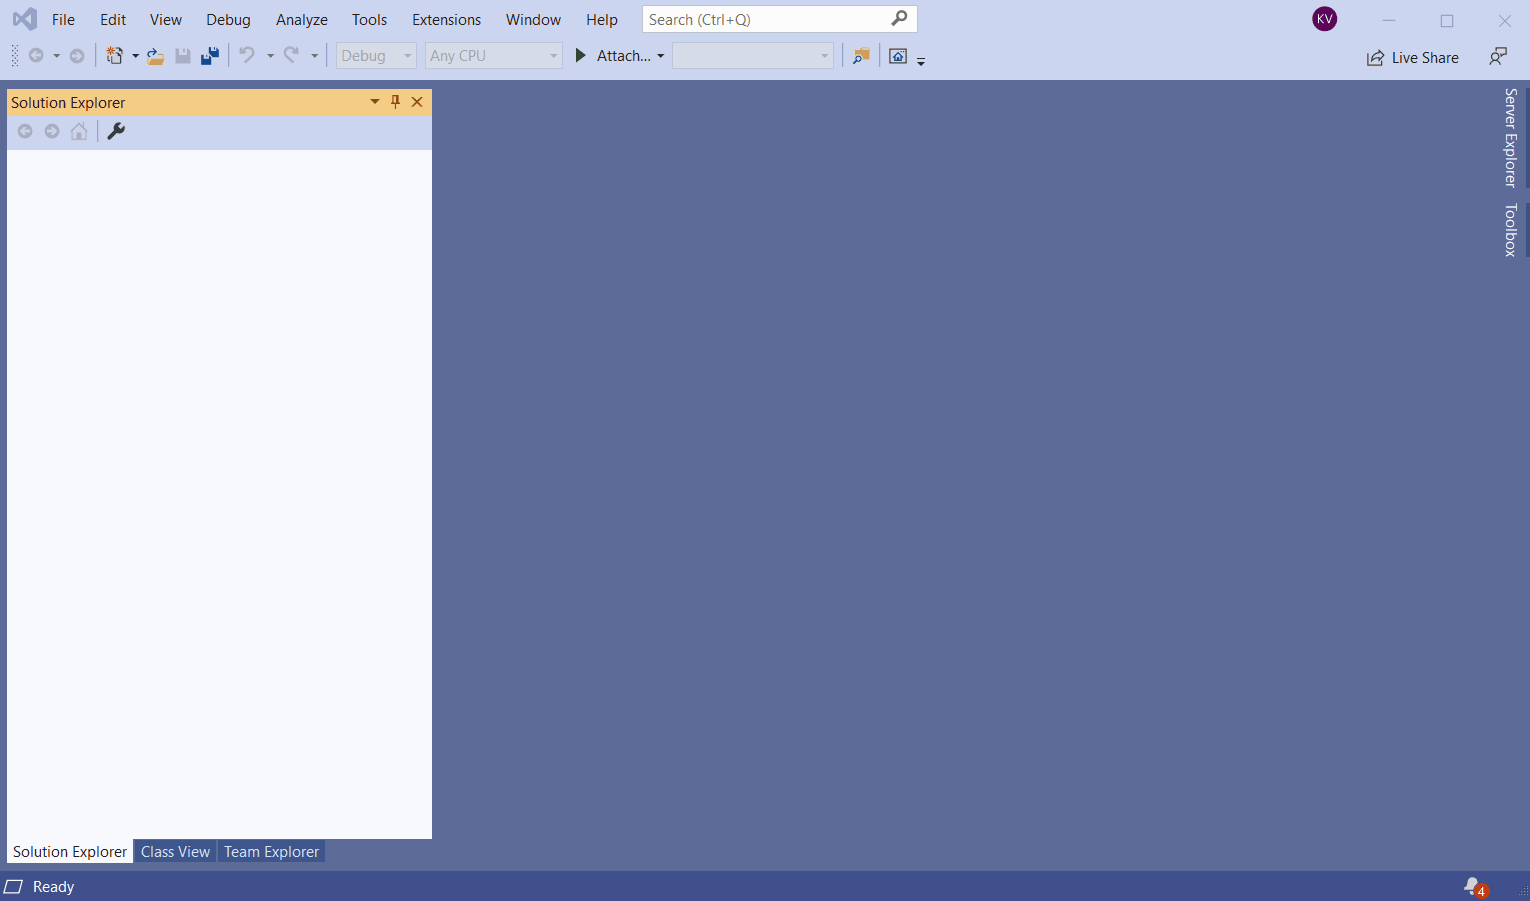 File Edit View Debug Analyze Tools Extensions Window Help Search (Ctrl+Q) KV
Debug Any CPU Attach... Live Share
Solution Explorer
Server Explorer
Toolbox
Solution Explorer Class View Team Explorer
Ready 4